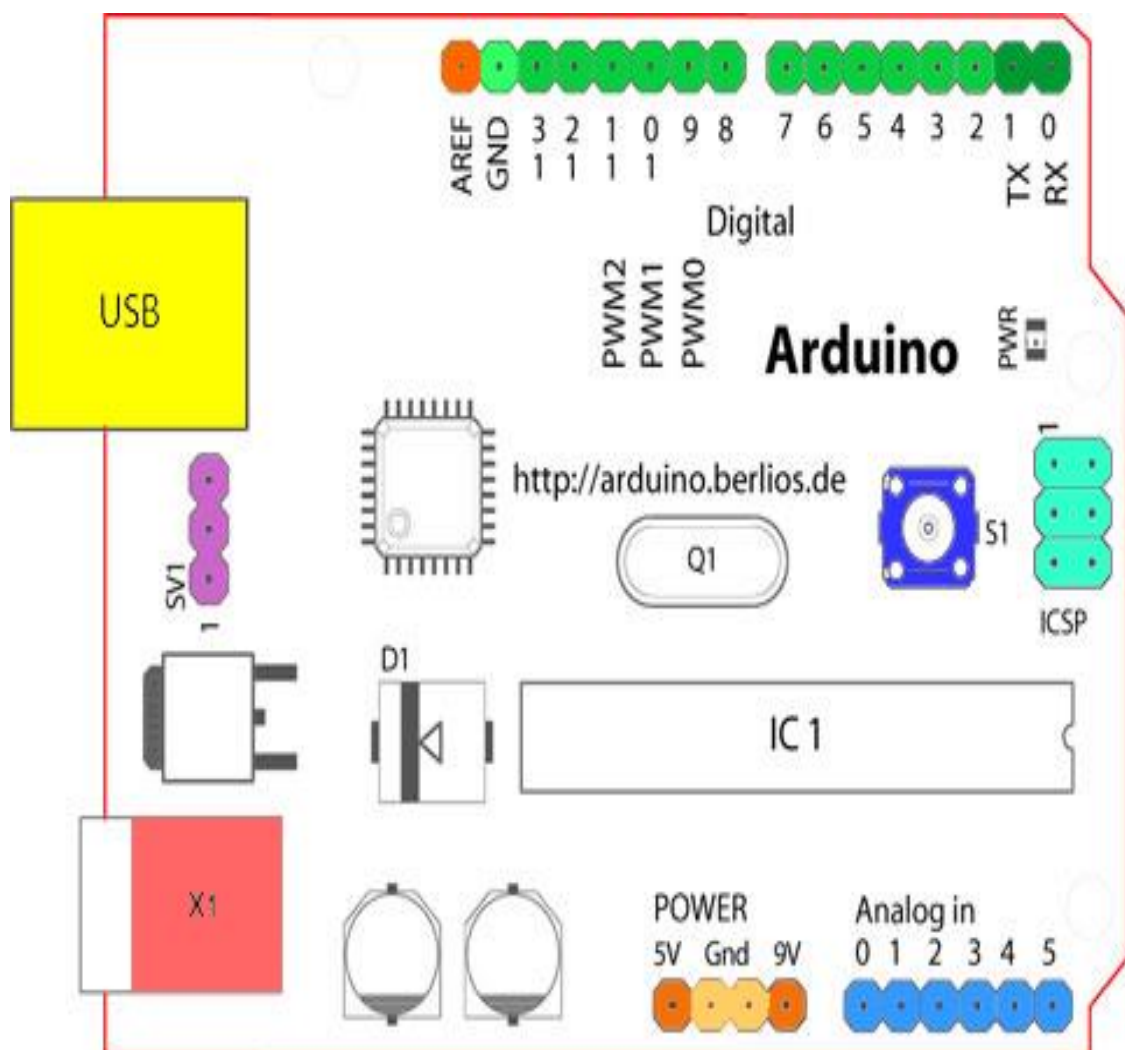 AREF
GND
3 2 1 0 9 8 7 6 5 4 3 2 1 0
1 1 1 1
TX
RX
Digital
USB
PWM2
PWM1
PWM0
Arduino
PWR
1
http://arduino.berlios.de
S1
Q1
SV1
1
ICSP
D1
IC 1
X1
POWER
5V Gnd 9V
Analog in
0 1 2 3 4 5